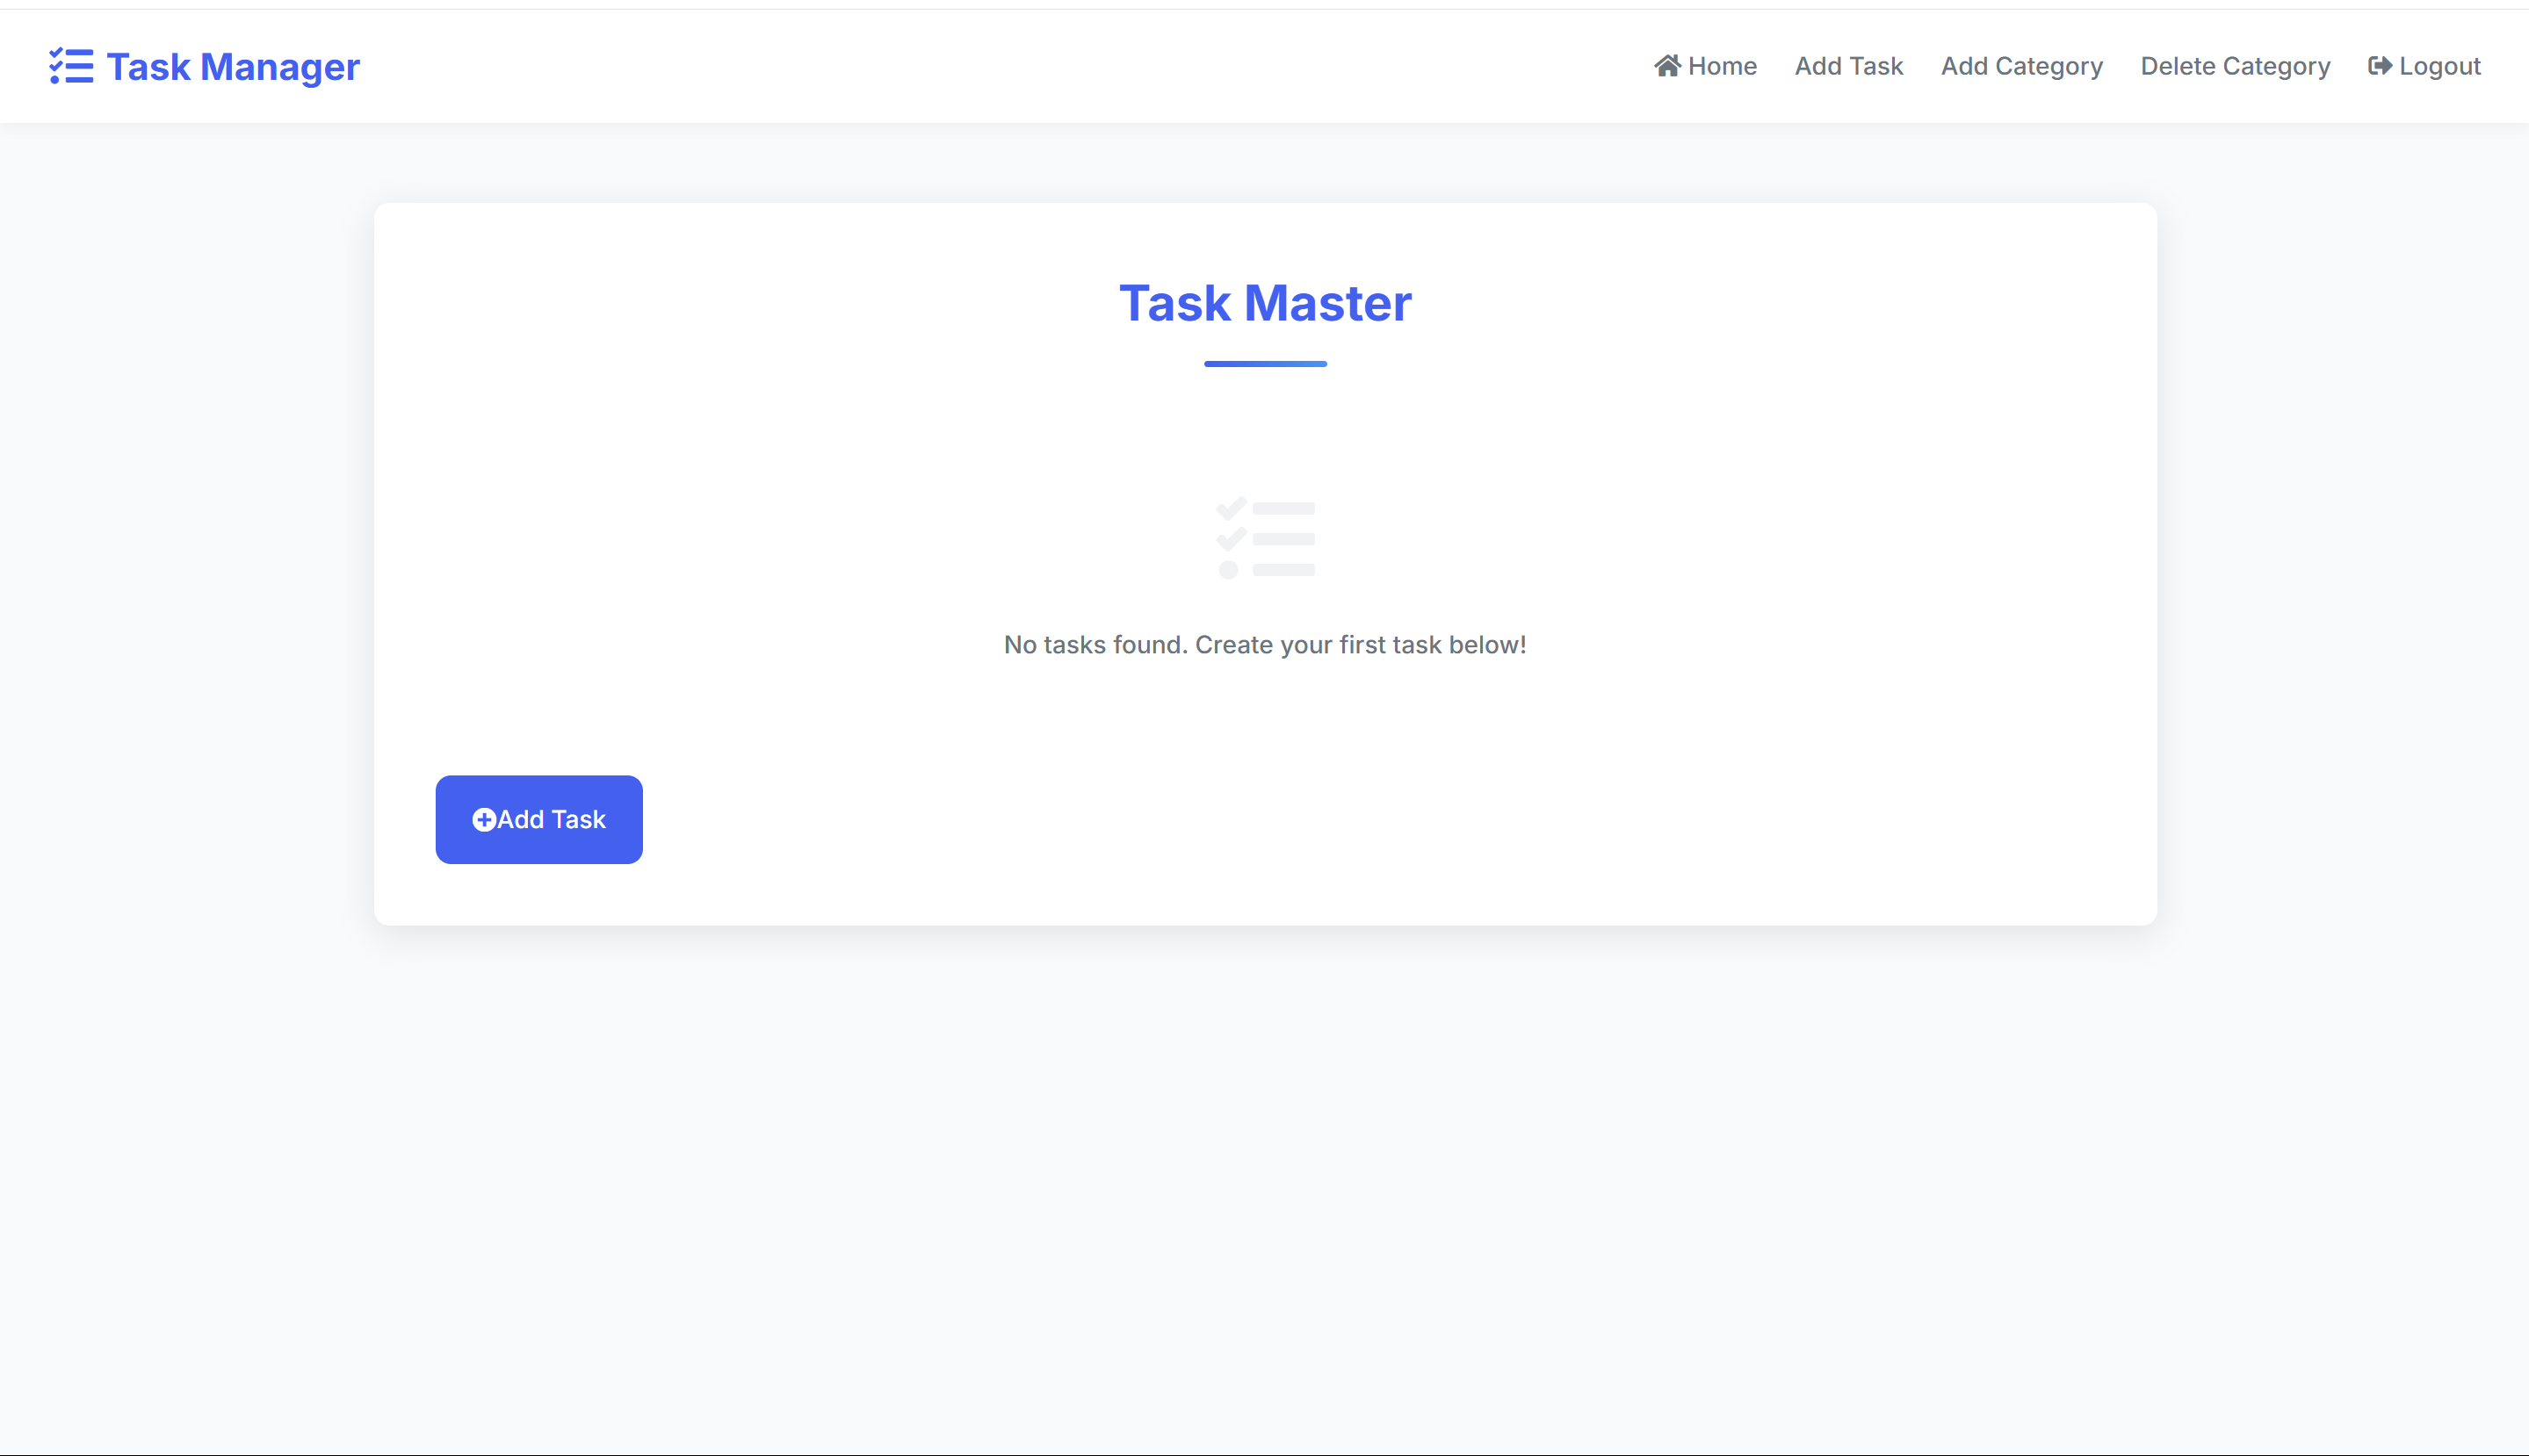 Task Manager
Home Add Task Add Category Delete Category Logout
Task Master
No tasks found. Create your first task below!
Add Task